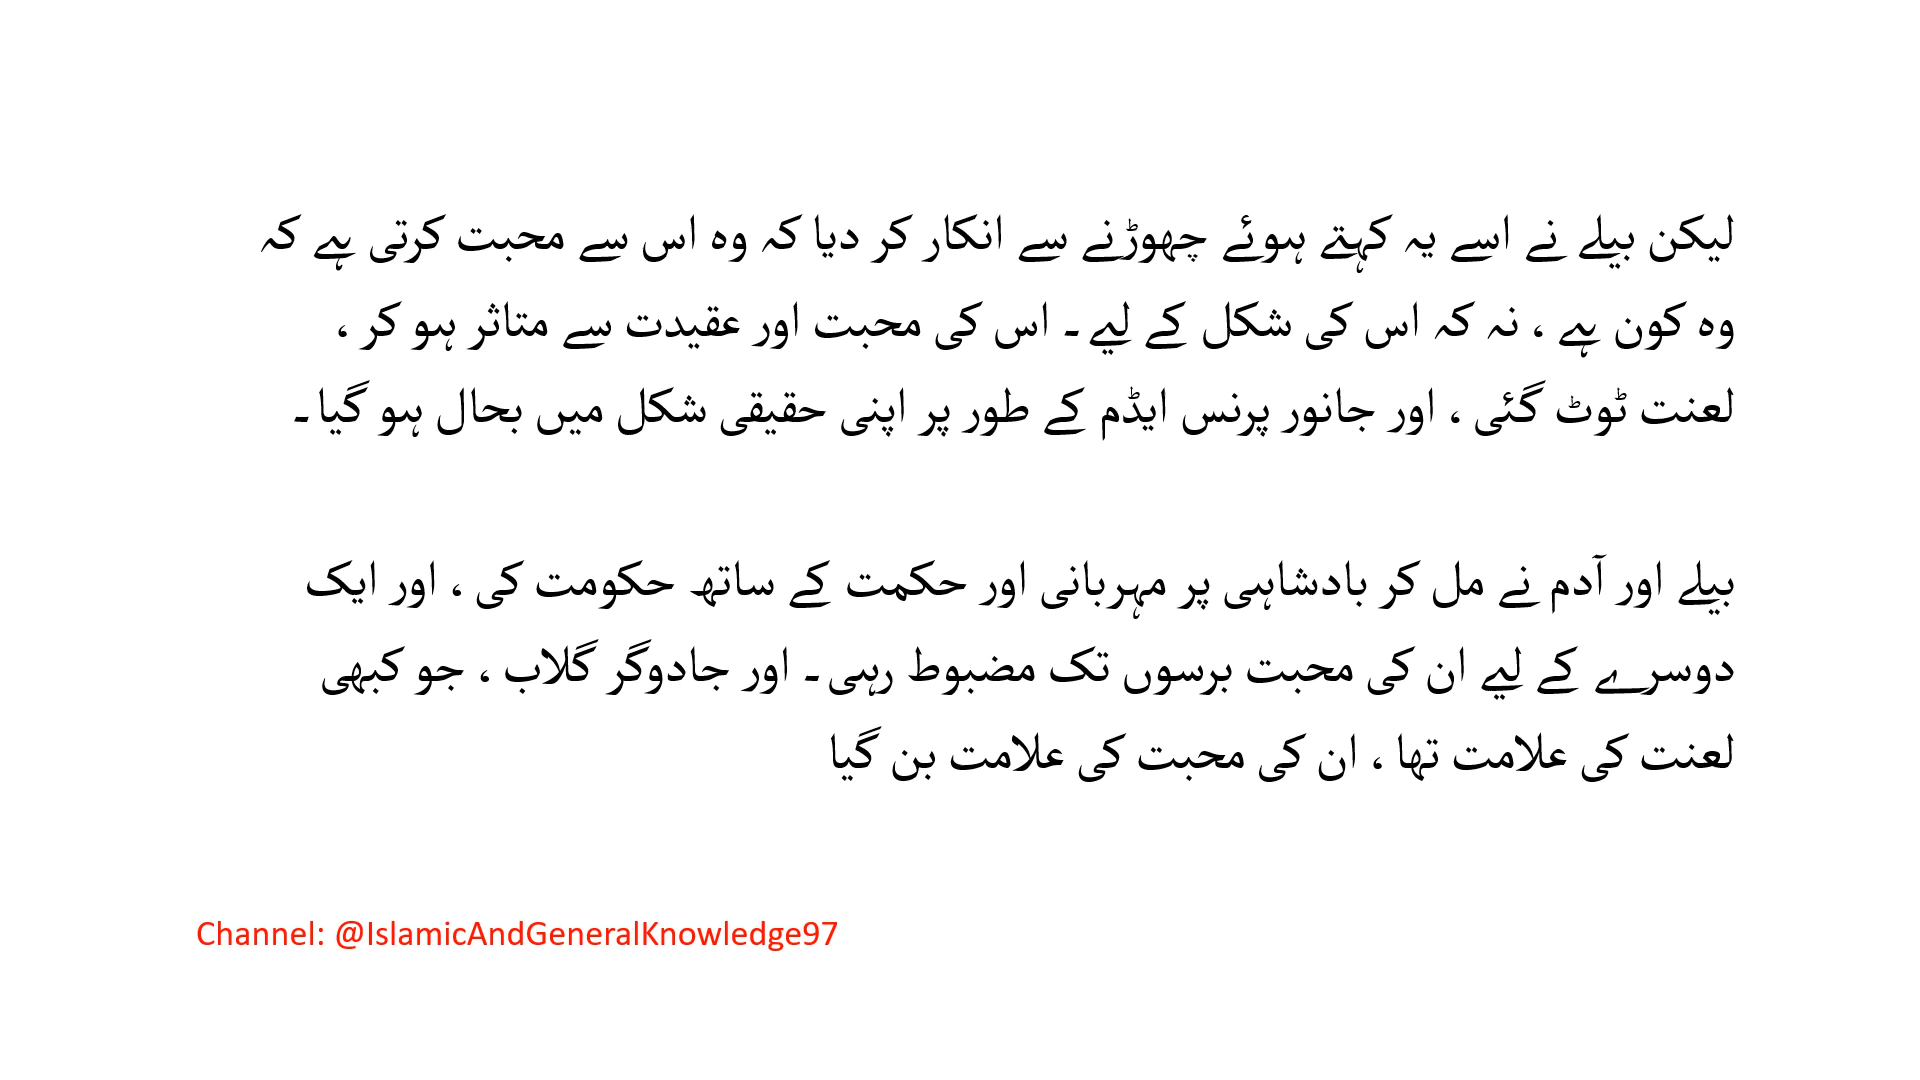 لیکن بیلے نے اسے یہ کہتے ہوئے چھوڑنے سے انکار کر دیا کہ وہ اس سے محبت کرتی ہے کہ
وہ کون ہے ، نہ کہ اس کی شکل کے لیے۔ اس کی محبت اور عقیدت سے متاثر ہو کر ،
لعنت ٹوٹ گئی ، اور جانور پرنس ایڈم کے طور پر اپنی حقیقی شکل میں بحال ہو گیا۔
بیلے اور آدم نے مل کر بادشاہی پر مہربانی اور حکمت کے ساتھ حکومت کی ، اور ایک
دوسرے کے لیے ان کی محبت برسوں تک مضبوط رہی۔ اور جادوگر گلاب ، جو کبھی
لعنت کی علامت تھا ، ان کی محبت کی علامت بن گیا
Channel: @IslamicAndGeneralKnowledge97